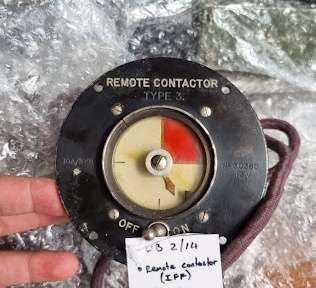 REMOTE CONTACTOR
TYPE 3.
OFF ON
2/14
Remote contactor
(IFF)